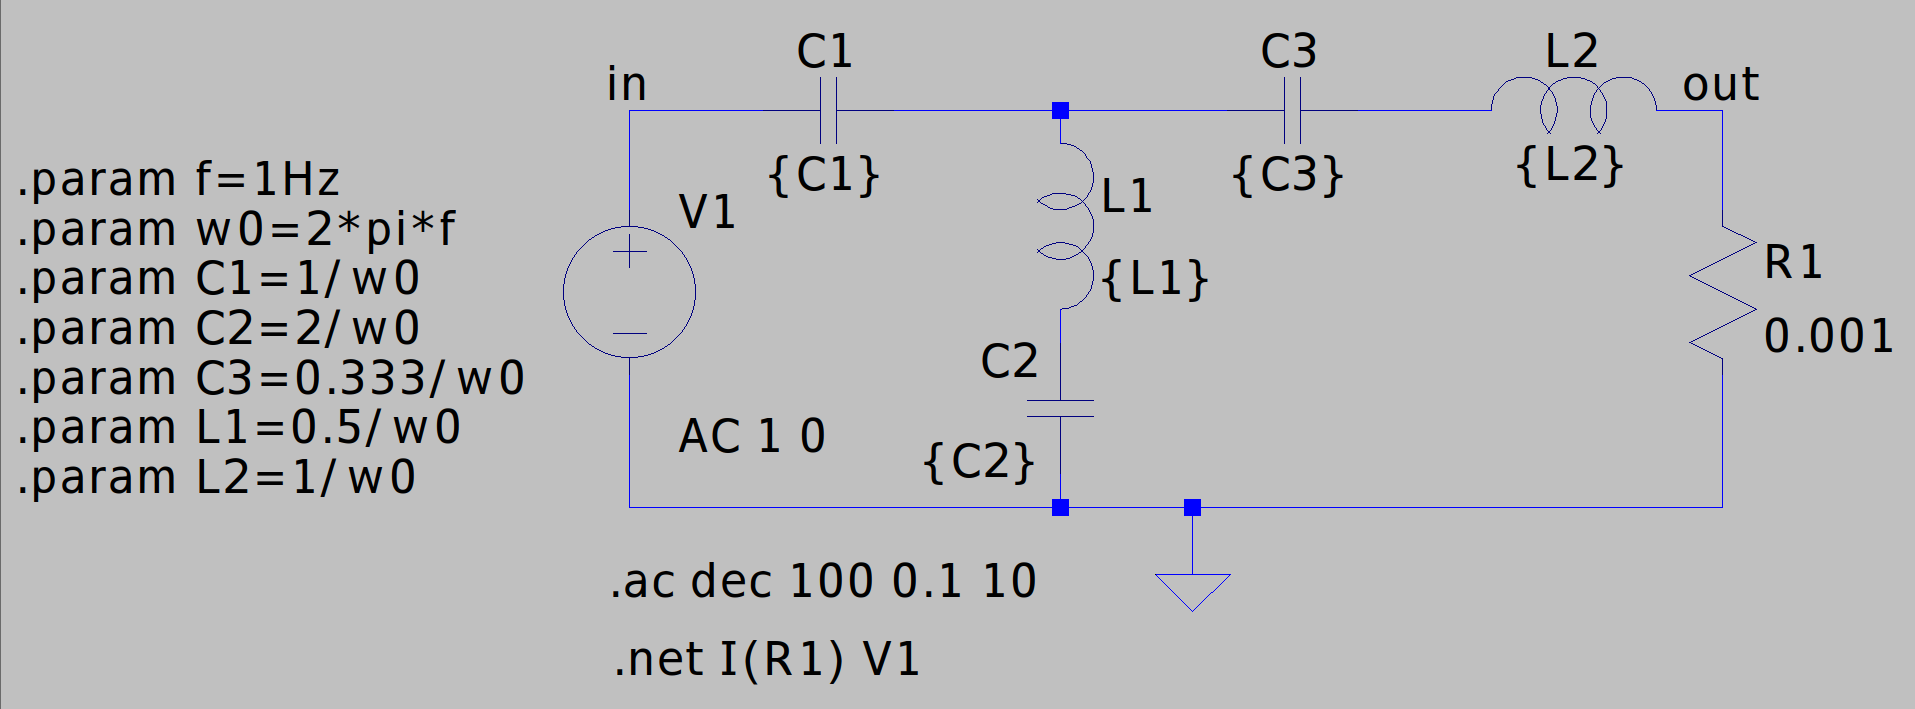 C1
C3
L2
in
out
{C1}
{C3}
{L2}
.param f=1Hz
.param w0=2*pi*f
.param C1=1/w0
.param C2=2/w0
.param C3=0.333/w0
.param L1=0.5/w0
.param L2=1/w0
V1
AC 1 0
L1
{L1}
C2
{C2}
R1
0.001
.ac dec 100 0.1 10
.net I(R1) V1